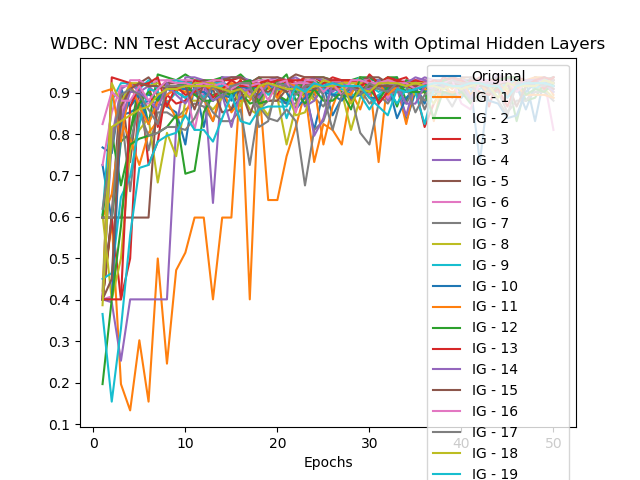 WDBC: NN Test Accuracy over Epochs with Optimal Hidden Layers
0.9
0.8
0.7
0.6
0.5
0.4
0.3
0.2
0.1
0
10
20
30
40
50
Epochs
Original
IG - 1
IG - 2
IG - 3
IG - 4
IG - 5
IG - 6
IG - 7
IG - 8
IG - 9
IG - 10
IG - 11
IG - 12
IG - 13
IG - 14
IG - 15
IG - 16
IG - 17
IG - 18
IG - 19